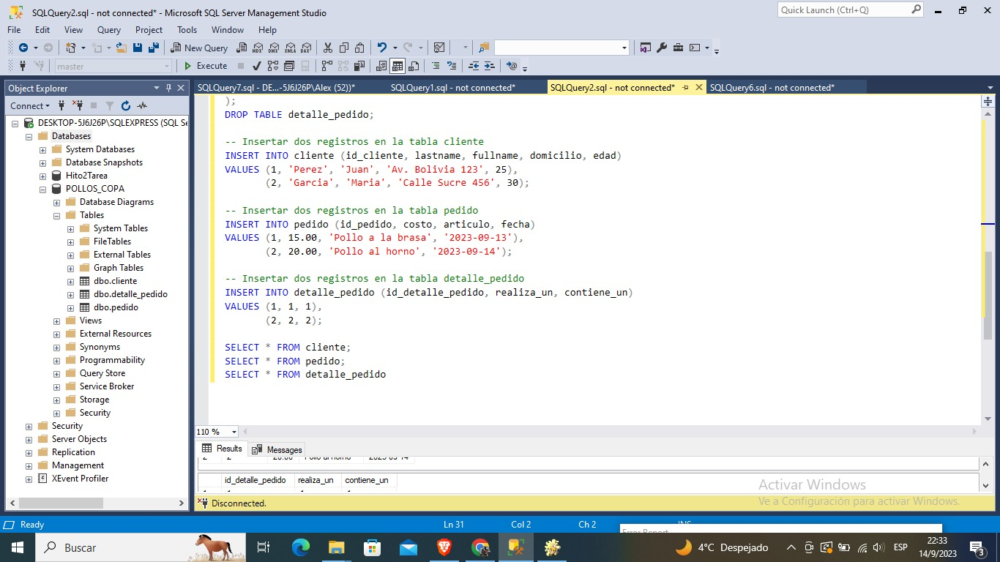 SQLQuery2.sql - not connected* - Microsoft SQL Server Management Studio
Quick Launch (Ctrl+Q)
File Edit View Query Project Tools Window Help
New Query
MDX DMX XMLA DAX
master
Execute
Object Explorer
SQLQuery7.sql - DE...-5J6J26P\Alex (52))*
SQLQuery1.sql - not connected*
SQLQuery2.sql - not connected*
SQLQuery6.sql - not connected*
Connect
DESKTOP-5J6J26P\SQLEXPRESS (SQL Se
Databases
System Databases
Database Snapshots
Hito2Tarea
POLLOS_COPA
Database Diagrams
Tables
System Tables
FileTables
External Tables
Graph Tables
dbo.cliente
dbo.detalle_pedido
dbo.pedido
Views
External Resources
Synonyms
Programmability
Query Store
Service Broker
Storage
Security
Security
Server Objects
Replication
Management
XEvent Profiler
);
DROP TABLE detalle_pedido;
-- Insertar dos registros en la tabla cliente
INSERT INTO cliente (id_cliente, lastname, fullname, domicilio, edad)
VALUES (1, 'Perez', 'Juan', 'Av. Bolivia 123', 25),
(2, 'Garcia', 'Maria', 'Calle Sucre 456', 30);
-- Insertar dos registros en la tabla pedido
INSERT INTO pedido (id_pedido, costo, articulo, fecha)
VALUES (1, 15.00, 'Pollo a la brasa', '2023-09-13'),
(2, 20.00, 'Pollo al horno', '2023-09-14');
-- Insertar dos registros en la tabla detalle_pedido
INSERT INTO detalle_pedido (id_detalle_pedido, realiza_un, contiene_un)
VALUES (1, 1, 1),
(2, 2, 2);
SELECT * FROM cliente;
SELECT * FROM pedido;
SELECT * FROM detalle_pedido
110 %
Results Messages
2 2 20.00 Pollo al horno 2023-09-14
id_detalle_pedido realiza_un contiene_un
Activar Windows
Ve a Configuración para activar Windows.
Disconnected.
Ready Ln 31 Col 2 Ch 2 INS
Error Report
Buscar
4°C Despejado
ESP
22:33
14/9/2023
3